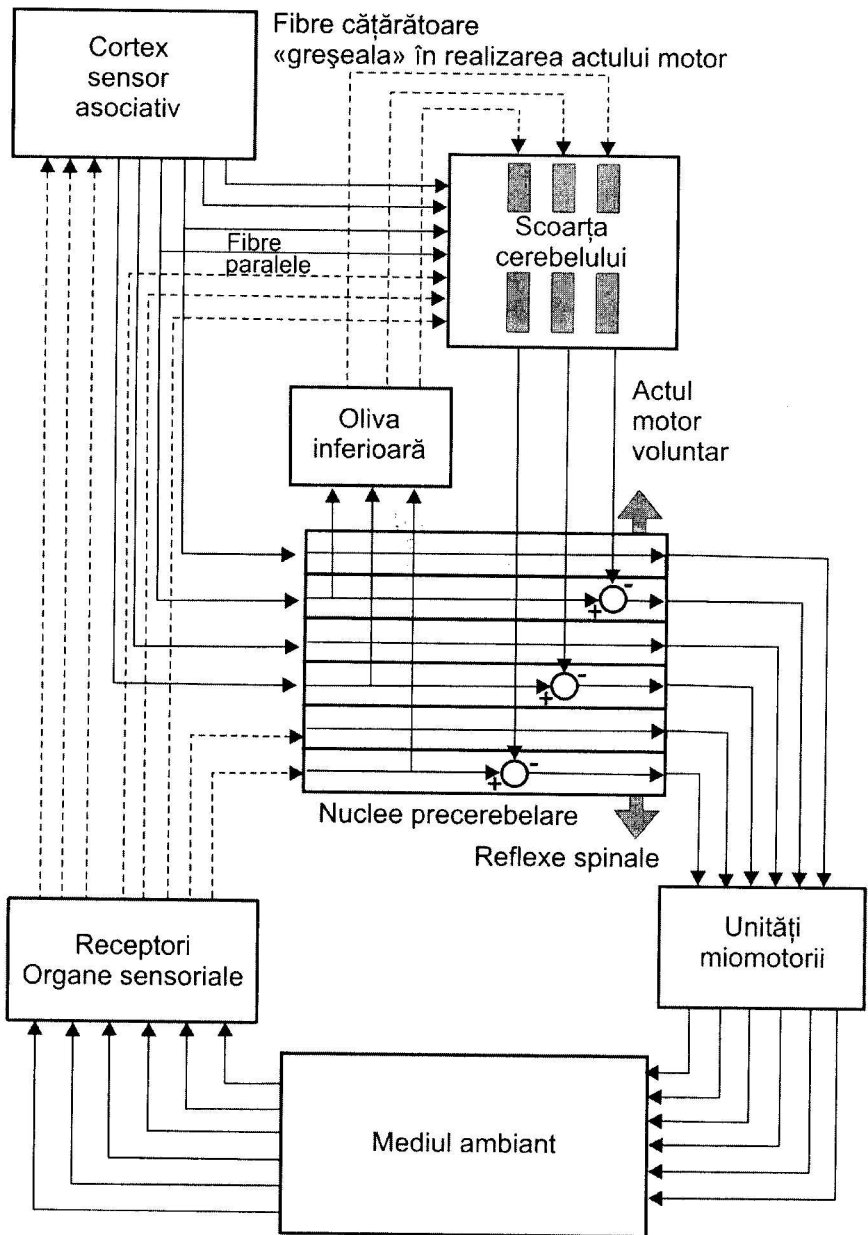 Fibre cățărătoare
«greșeala» în realizarea actului motor
Cortex
sensor
asociativ
Scoarța
cerebelului
Fibre
paralele
Oliva
inferioară
Actul
motor
voluntar
+
-
+
-
+
-
Nuclee precerebelare
Reflexe spinale
Receptori
Organe sensoriale
Unități
miomotorii
Mediul ambiant